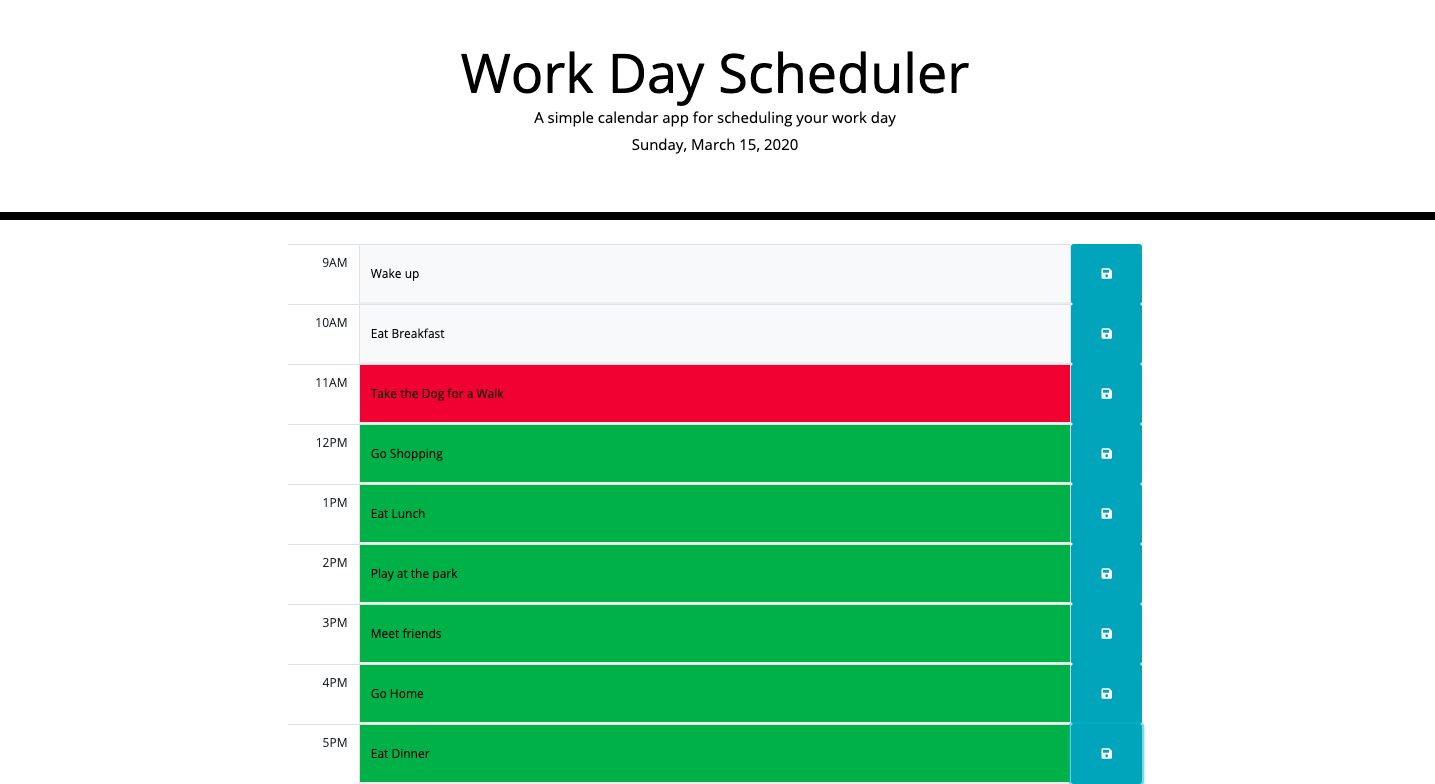 Work Day Scheduler
A simple calendar app for scheduling your work day
Sunday, March 15, 2020
9AM
Wake up
10AM
Eat Breakfast
11AM
Take the Dog for a Walk
12PM
Go Shopping
1PM
Eat Lunch
2PM
Play at the park
3PM
Meet friends
4PM
Go Home
5PM
Eat Dinner